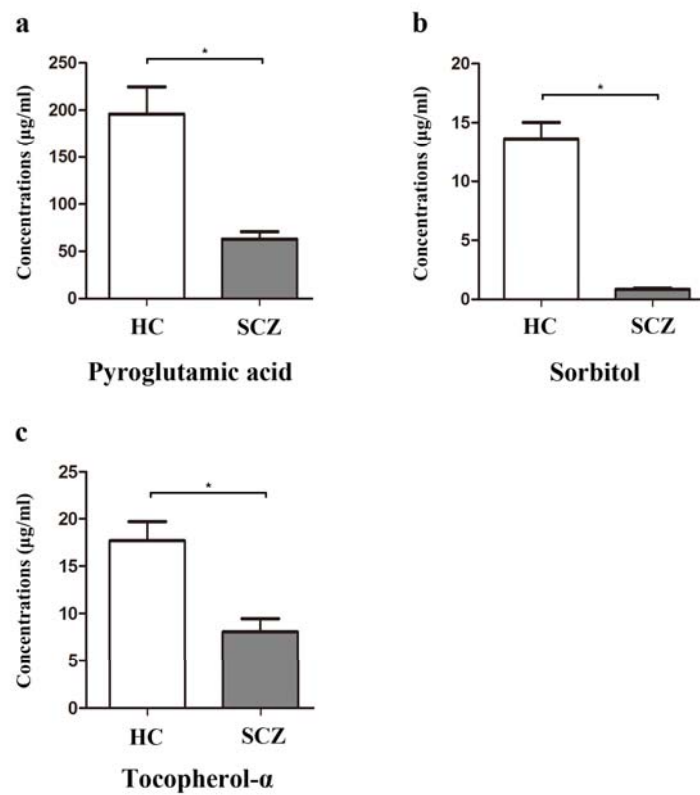 a
Concentrations (μg/ml)
250
200
150
100
50
0
*
HC
SCZ
Pyroglutamic acid
b
Concentrations (μg/ml)
20
15
10
5
0
*
HC
SCZ
Sorbitol
c
Concentrations (μg/ml)
25
20
15
10
5
0
*
HC
SCZ
Tocopherol-α